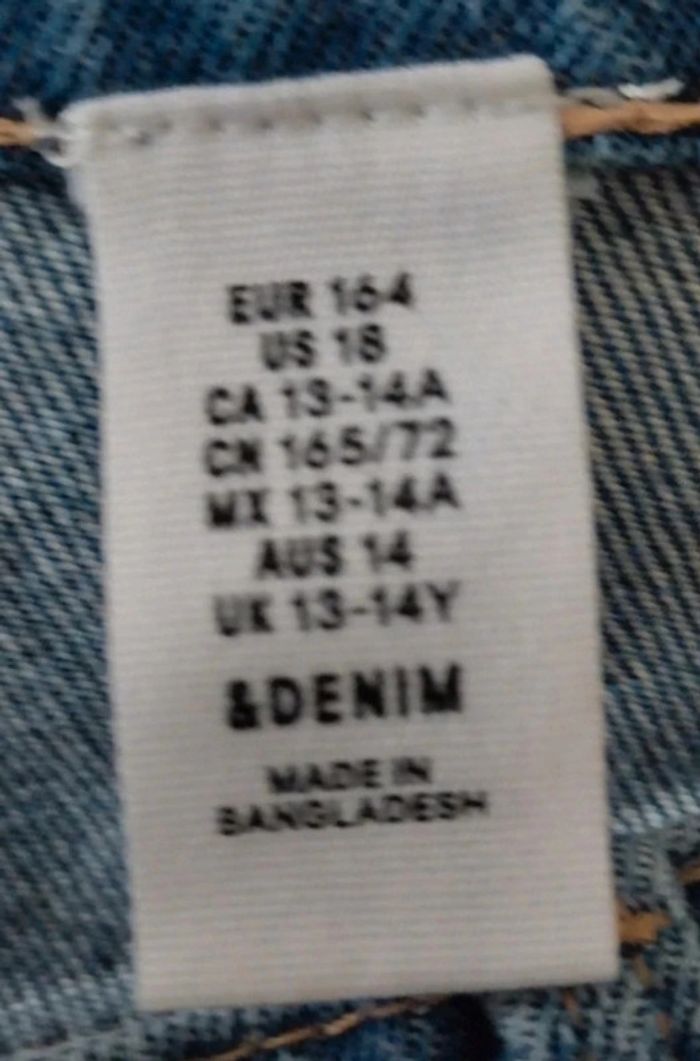 EUR 164
US 18
CA 13-14A
CN 165/72
MX 13-14A
AUS 14
UK 13-14Y
&DENIM
MADE IN
BANGLADESH